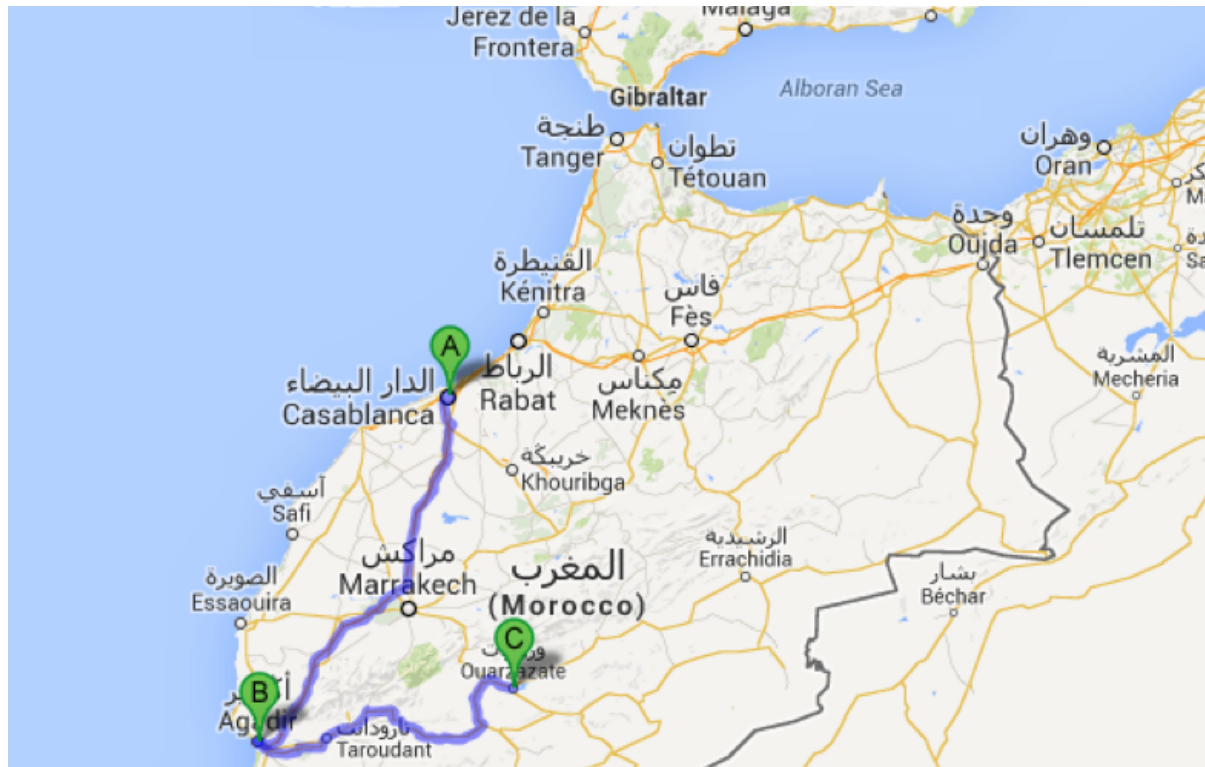 Jerez de la
Frontera
Gibraltar
Alboran Sea
طنجة
Tanger
تطوان
Tétouan
وهران
Oran
وجدة
Oujda
تلمسان
Tlemcen
القنيطرة
Kénitra
فاس
Fès
A
الدار البيضاء
Casablanca
الرباط
Rabat
مكناس
Meknès
المشرية
Mecheria
خريبكة
Khouribga
آسفي
Safi
الرشيدية
Errachidia
مراكش
Marrakech
المغرب
(Morocco)
بشار
Béchar
الصويرة
Essaouira
C
Ouarzazate
B
Agadir
تارودانت
Taroudant